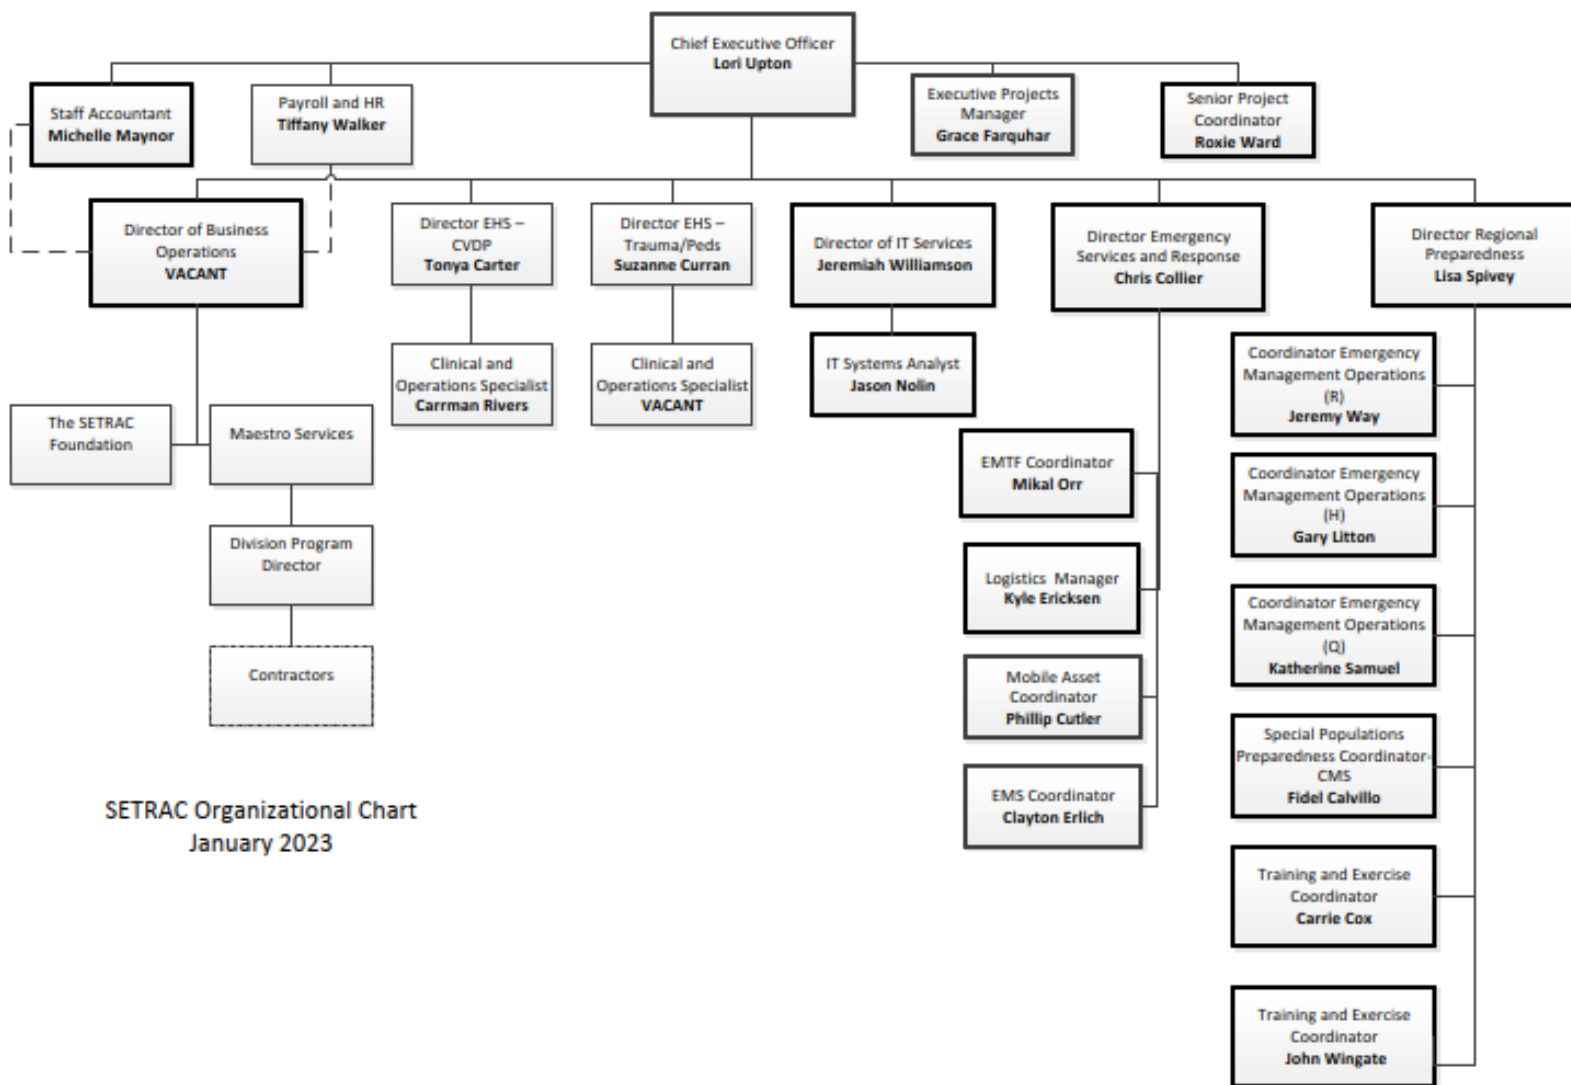 Chief Executive Officer
Lori Upton
Staff Accountant
Michelle Maynor
Payroll and HR
Tiffany Walker
Executive Projects
Manager
Grace Farquhar
Senior Project
Coordinator
Roxie Ward
Director of Business
Operations
VACANT
Director EHS –
CVDP
Tonya Carter
Director EHS –
Trauma/Peds
Suzanne Curran
Director of IT Services
Jeremiah Williamson
Director Emergency
Services and Response
Chris Collier
Director Regional
Preparedness
Lisa Spivey
Clinical and
Operations Specialist
Carrman Rivers
Clinical and
Operations Specialist
VACANT
IT Systems Analyst
Jason Nolin
The SETRAC
Foundation
Maestro Services
Division Program
Director
Contractors
EMTF Coordinator
Mikal Orr
Logistics Manager
Kyle Ericksen
Mobile Asset
Coordinator
Phillip Cutler
EMS Coordinator
Clayton Erlich
Coordinator Emergency
Management Operations
(R)
Jeremy Way
Coordinator Emergency
Management Operations
(H)
Gary Litton
Coordinator Emergency
Management Operations
(Q)
Katherine Samuel
Special Populations
Preparedness Coordinator-
CMS
Fidel Calvillo
Training and Exercise
Coordinator
Carrie Cox
Training and Exercise
Coordinator
John Wingate
SETRAC Organizational Chart
January 2023